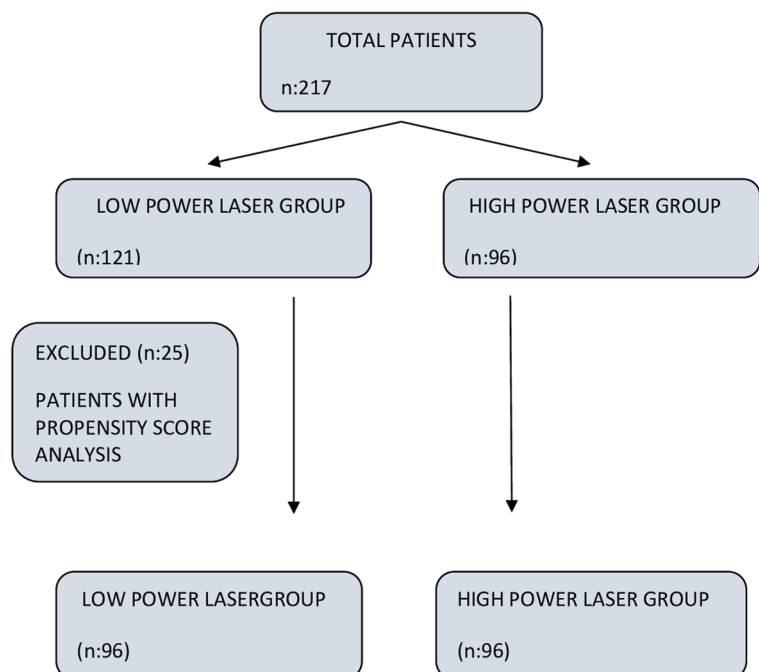 TOTAL PATIENTS
n:217
LOW POWER LASER GROUP
(n:121)
HIGH POWER LASER GROUP
(n:96)
EXCLUDED (n:25)
PATIENTS WITH
PROPENSITY SCORE
ANALYSIS
LOW POWER LASERGROUP
(n:96)
HIGH POWER LASER GROUP
(n:96)